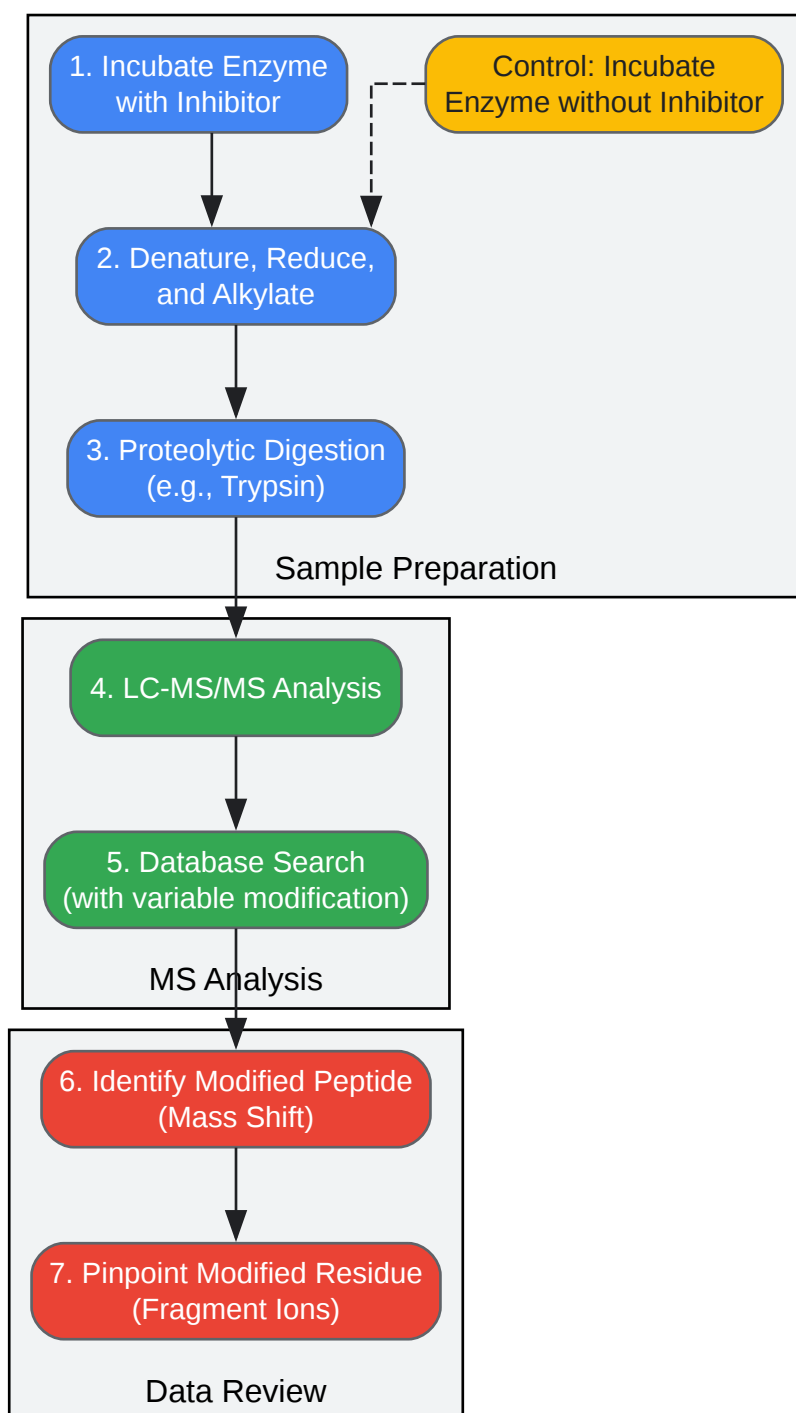 1. Incubate Enzyme
with Inhibitor
Control: Incubate
Enzyme without Inhibitor
2. Denature, Reduce,
and Alkylate
3. Proteolytic Digestion
(e.g., Trypsin)
Sample Preparation
4. LC-MS/MS Analysis
5. Database Search
(with variable modification)
MS Analysis
6. Identify Modified Peptide
(Mass Shift)
7. Pinpoint Modified Residue
(Fragment Ions)
Data Review